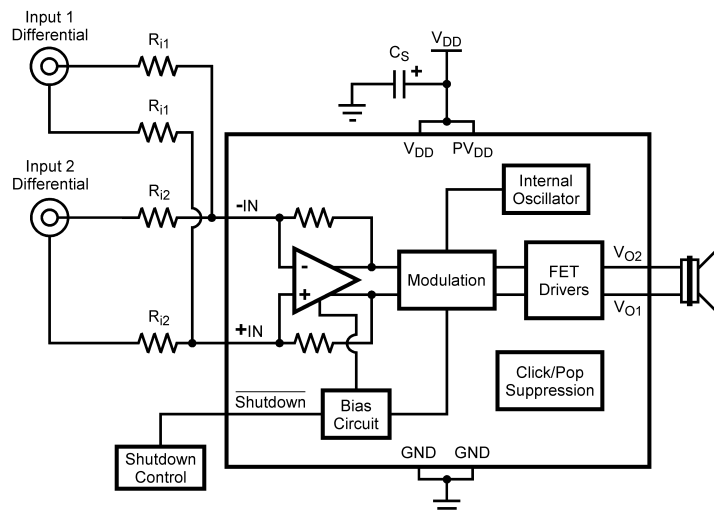 Input 1
Differential
Ri1
Ri1
CS
+
VDD
VDD
PVDD
Input 2
Differential
Ri2
-IN
Internal
Oscillator
-
+
Modulation
FET
Drivers
VO2
VO1
Ri2
+IN
Click/Pop
Suppression
Shutdown
Bias
Circuit
Shutdown
Control
GND
GND